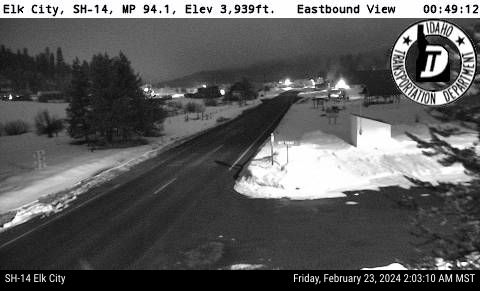 Elk City, SH-14, MP 94.1, Elev 3,939ft. Eastbound View 00:49:12
IDAHO
TRANSPORTATION DEPARTMENT
SH-14 Elk City Friday, February 23, 2024 2:03:10 AM MST